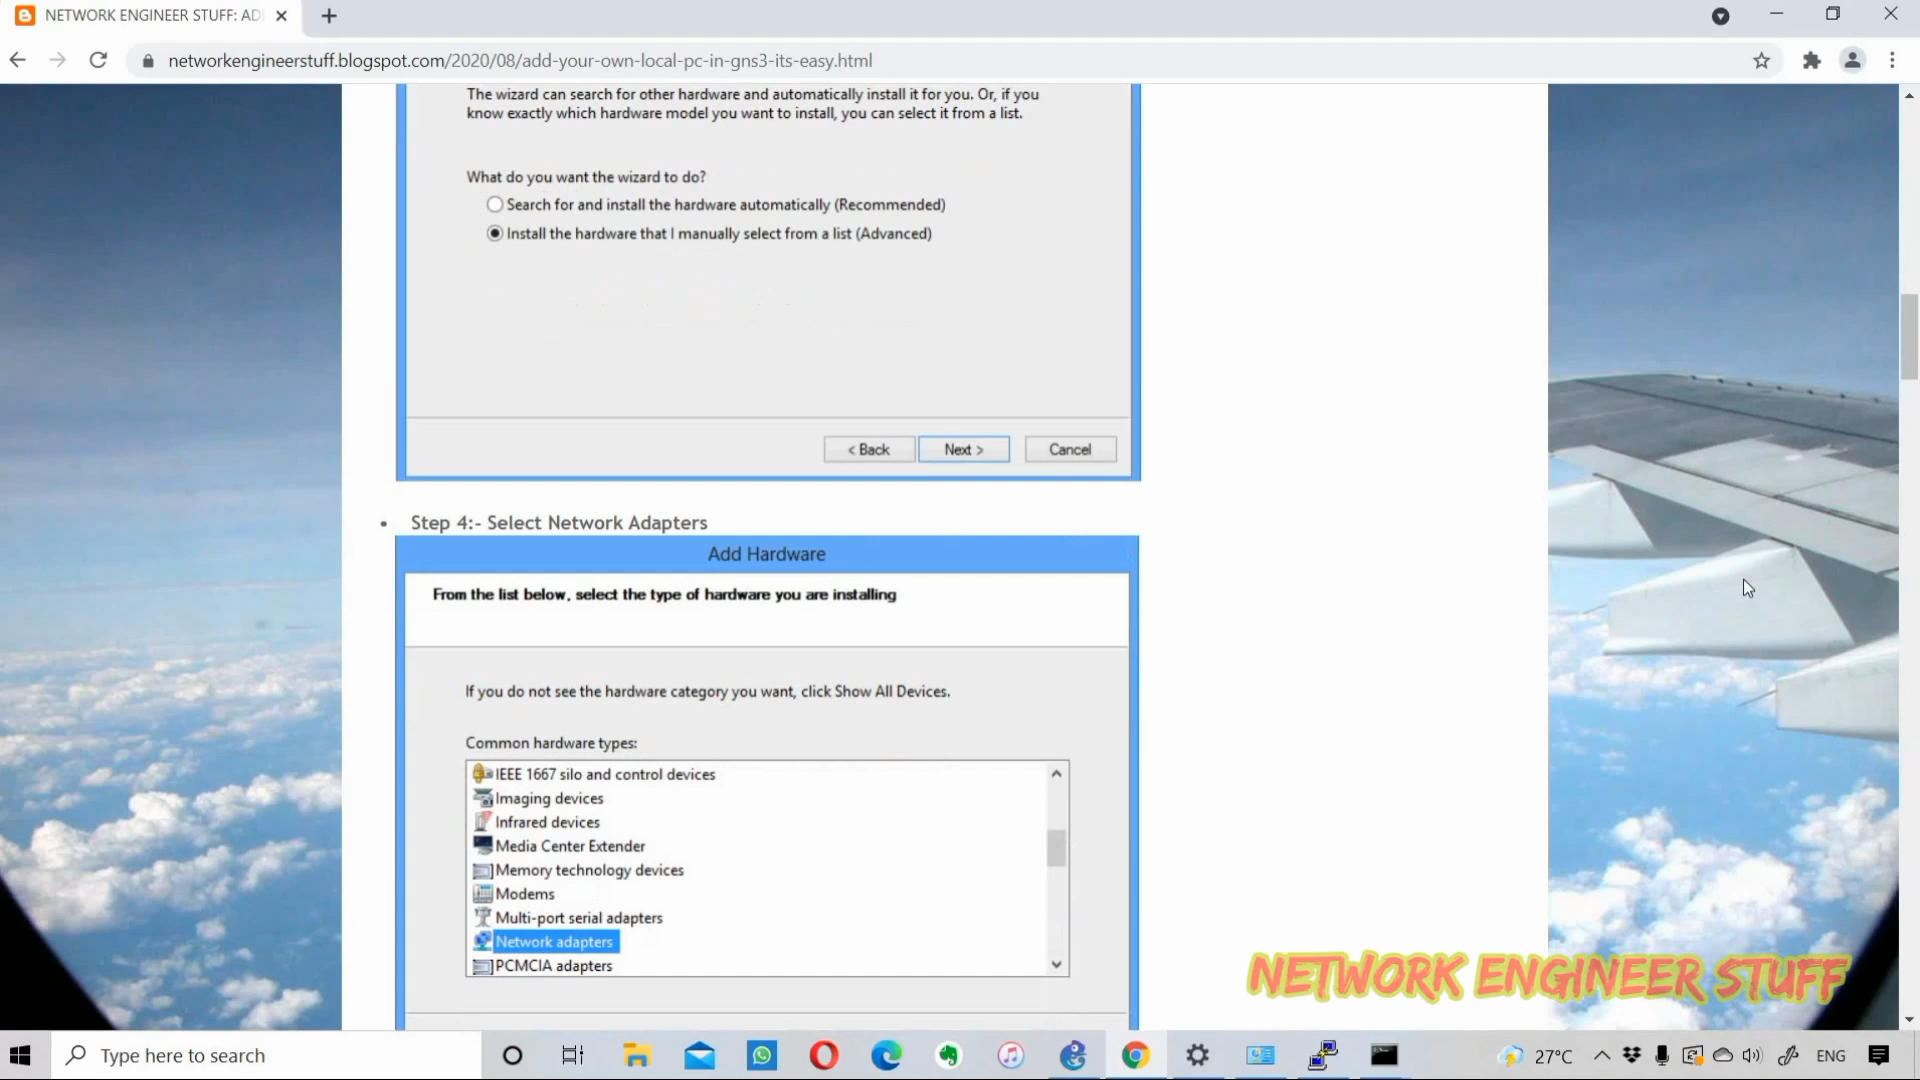 NETWORK ENGINEER STUFF: AD
networkengineerstuff.blogspot.com/2020/08/add-your-own-local-pc-in-gns3-its-easy.html
The wizard can search for other hardware and automatically install it for you. Or, if you
know exactly which hardware model you want to install, you can select it from a list.
What do you want the wizard to do?
Search for and install the hardware automatically (Recommended)
Install the hardware that I manually select from a list (Advanced)
< Back
Next >
Cancel
• Step 4:- Select Network Adapters
Add Hardware
From the list below, select the type of hardware you are installing
If you do not see the hardware category you want, click Show All Devices.
Common hardware types:
IEEE 1667 silo and control devices
Imaging devices
Infrared devices
Media Center Extender
Memory technology devices
Modems
Multi-port serial adapters
Network adapters
PCMCIA adapters
NETWORK ENGINEER STUFF
Type here to search
27°C
ENG